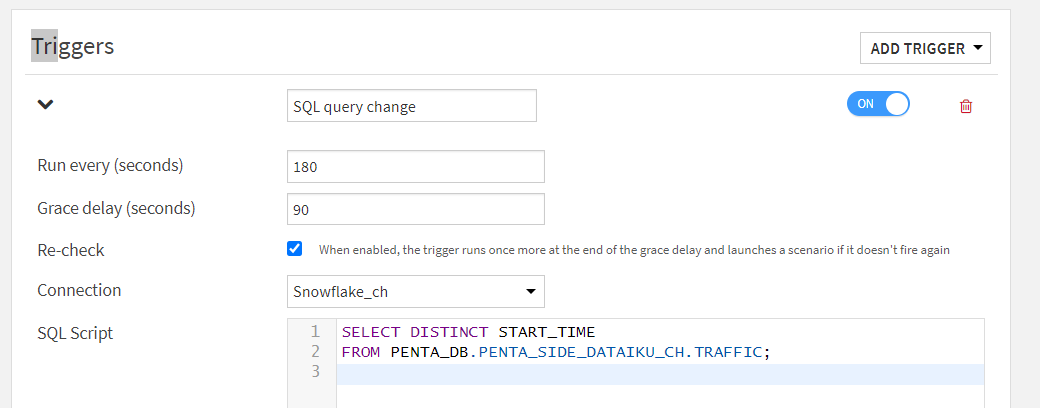 Triggers
ADD TRIGGER
SQL query change
ON
Run every (seconds)
180
Grace delay (seconds)
90
Re-check
When enabled, the trigger runs once more at the end of the grace delay and launches a scenario if it doesn't fire again
Connection
Snowflake_ch
SQL Script
1 SELECT DISTINCT START_TIME
2 FROM PENTA_DB.PENTA_SIDE_DATAIKU_CH.TRAFFIC;
3